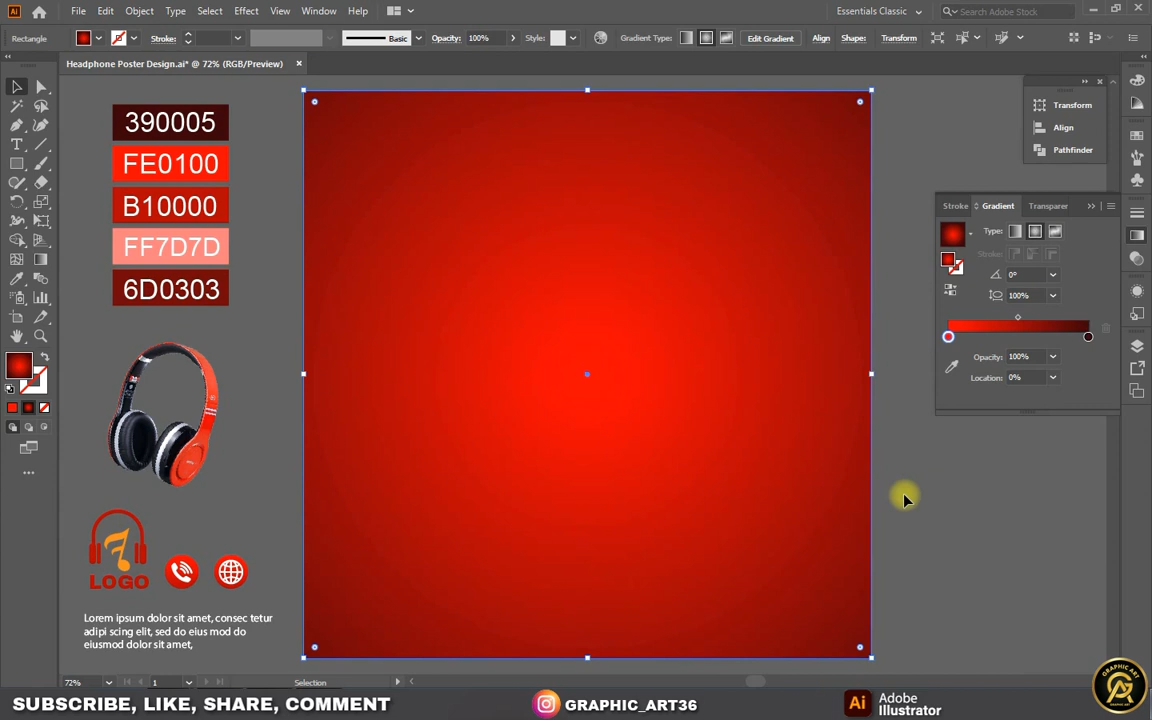 Ai File Edit Object Type Select Effect View Window Help Essentials Classic Search Adobe Stock
Rectangle Stroke: Basic Opacity: 100% Style: Gradient Type: Edit Gradient Align Shape: Transform
Headphone Poster Design.ai* @ 72% (RGB/Preview) ×
390005
FE0100
B10000
FF7D7D
6D0303
LOGO
Lorem ipsum dolor sit amet, consec tetur
adipi scing elit, sed do eius mod do
eiusmod dolor sit amet,
Transform
Align
Pathfinder
Stroke Gradient Transparer
Type:
Stroke:
0°
100%
Opacity: 100%
Location: 0%
72% 1 Selection
SUBSCRIBE, LIKE, SHARE, COMMENT
GRAPHIC_ART36
Ai Adobe
Illustrator
GRAPHIC ART